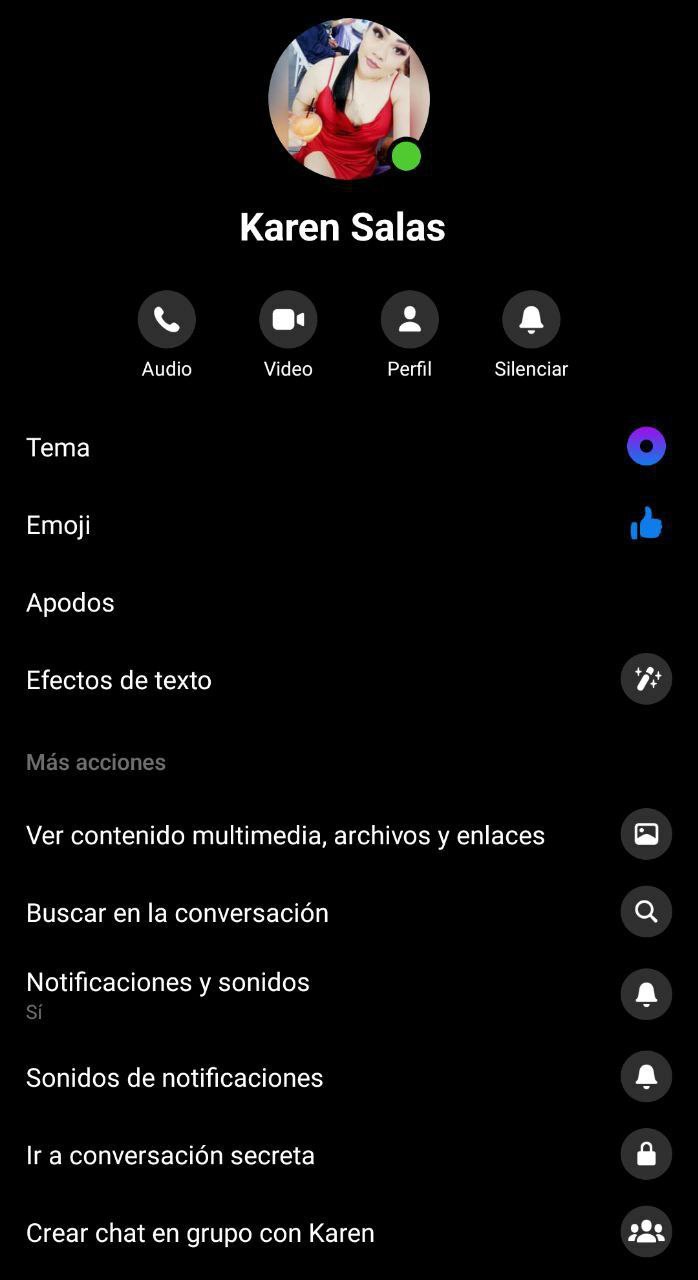 Karen Salas
Audio
Video
Perfil
Silenciar
Tema
Emoji
Apodos
Efectos de texto
Más acciones
Ver contenido multimedia, archivos y enlaces
Buscar en la conversación
Notificaciones y sonidos
Sí
Sonidos de notificaciones
Ir a conversación secreta
Crear chat en grupo con Karen